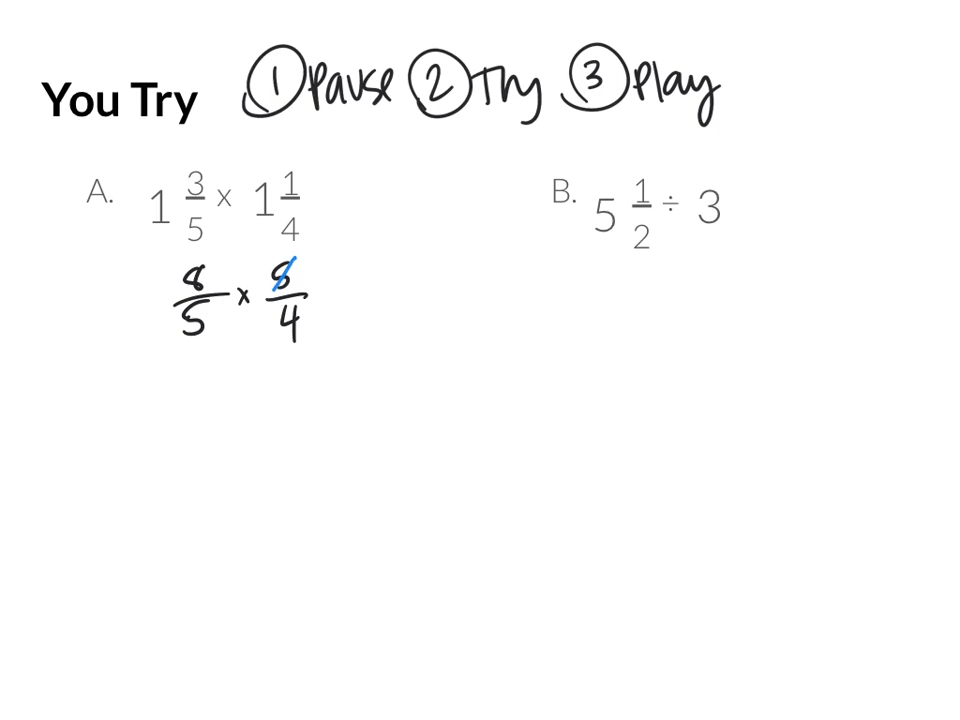 You Try ① Pause ② Try ③ Play
A. 1 3/5 x 1 1/4
B. 5 1/2 ÷ 3
8/5 x 5/4